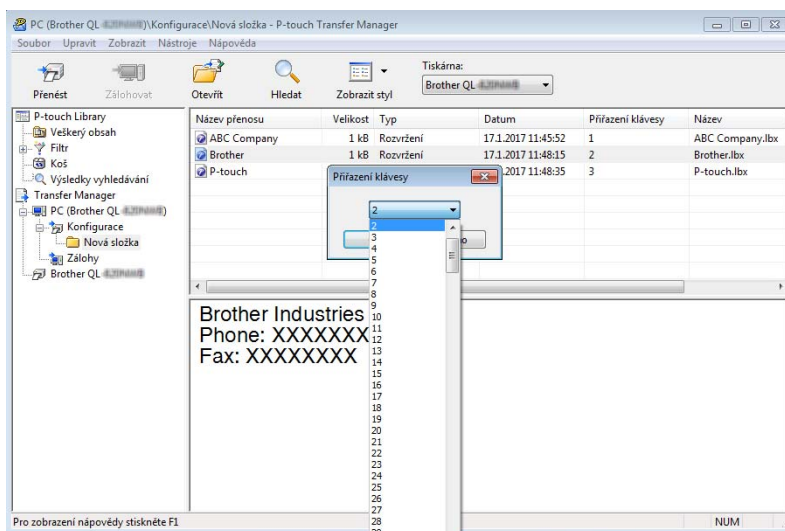 PC (Brother QL )\Konfigurace\Nová složka - P-touch Transfer Manager
Soubor Upravit Zobrazit Nástroje Nápověda
Přenést Zálohovat Otevřít Hledat Zobrazit styl
Tiskárna:
Brother QL
P-touch Library
Veškerý obsah
Filtr
Koš
Výsledky vyhledávání
Transfer Manager
PC (Brother QL )
Konfigurace
Nová složka
Zálohy
Brother QL
Název přenosu Velikost Typ Datum Přiřazení klávesy Název
ABC Company 1 kB Rozvržení 17.1.2017 11:45:52 1 ABC Company.lbx
Brother 1 kB Rozvržení 17.1.2017 11:48:15 2 Brother.lbx
P-touch 1 kB Rozvržení 17.1.2017 11:48:35 3 P-touch.lbx
Přiřazení klávesy
2
2
3
4
5
6
7
8
9
10
11
12
13
14
15
16
17
18
19
20
21
22
23
24
25
26
27
28
Brother Industries
Phone: XXXXXXX
Fax: XXXXXXXX
Pro zobrazení nápovědy stiskněte F1
NUM